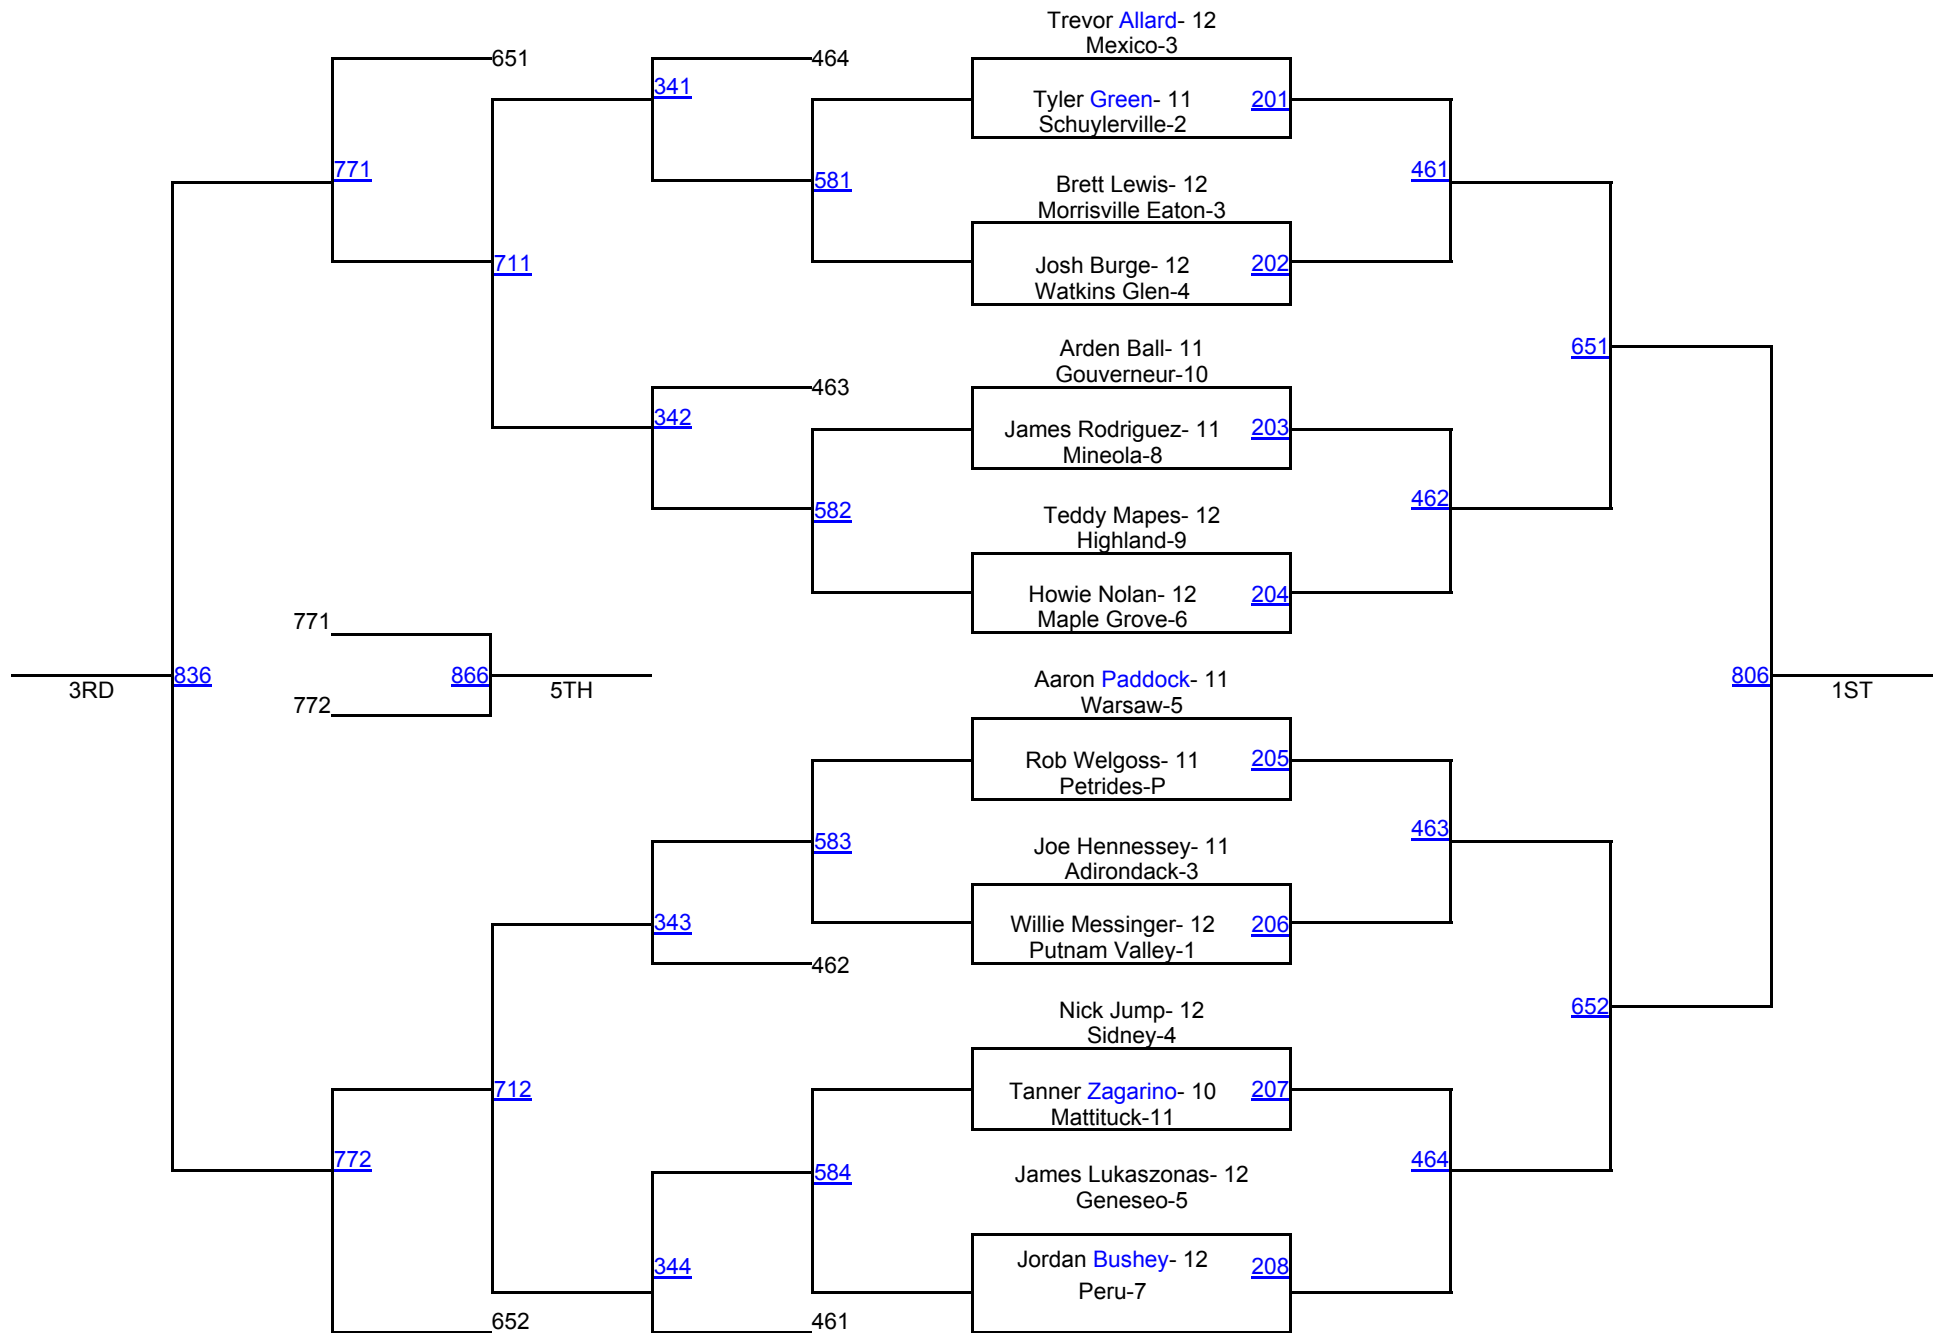 Trevor Allard- 12
Mexico-3
651
464
341
Tyler Green- 11
201
Schuylerville-2
771
581
461
Brett Lewis- 12
Morrisville Eaton-3
711
Josh Burge- 12
202
Watkins Glen-4
651
Arden Ball- 11
Gouverneur-10
463
342
James Rodriguez- 11
203
Mineola-8
582
462
Teddy Mapes- 12
Highland-9
Howie Nolan- 12
204
Maple Grove-6
771
836
866
806
3RD
5TH
1ST
772
Aaron Paddock- 11
Warsaw-5
Rob Welgoss- 11
205
Petrides-P
583
463
Joe Hennessey- 11
Adirondack-3
343
Willie Messinger- 12
206
Putnam Valley-1
462
652
Nick Jump- 12
Sidney-4
712
Tanner Zagarino- 10
207
Mattituck-11
772
584
464
James Lukaszonas- 12
Geneseo-5
344
Jordan Bushey- 12
208
Peru-7
652
461